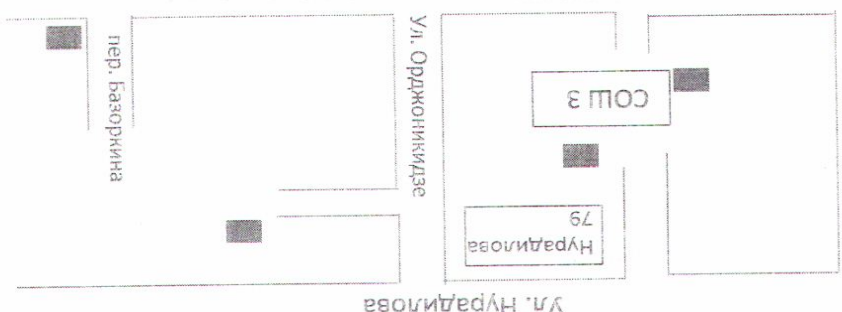 Ул. Нурадилова
Нурадилова
79
СОШ 3
Ул. Орджоникидзе
пер. Базоркина